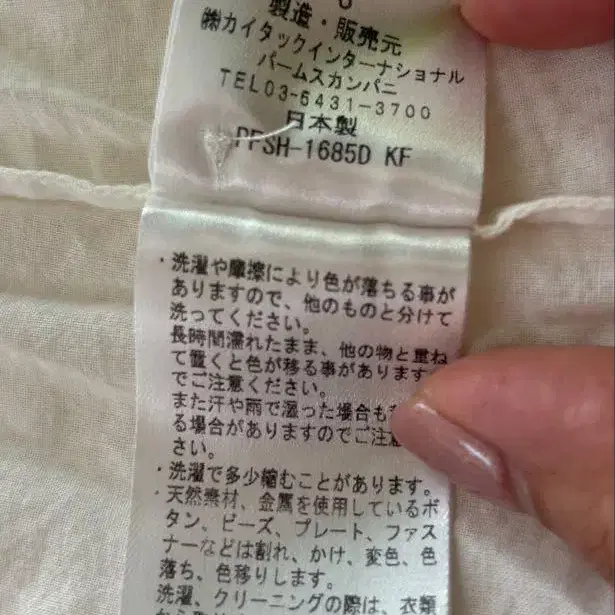 製造・販売元
㈱カイタックインターナショナル
パームスカンパニ
TEL03-5431-3700
日本製
PFSH-1685D KF
・洗濯や摩擦により色が落ちる事が
ありますので、他のものと分けて
洗ってください。
長時間濡れたまま、他の物と重ね
て置くと色が移る事があります
でご注意ください。
また汗や雨で湿った場合も
る場合がありますのでご注意
さい。
・洗濯で多少縮むことがあります。
・天然素材、金属を使用しているボ
タン、ビーズ、プレート、ファス
ナーなどは割れ、かけ、変色、色
落ち、色移りします。
洗濯、クリーニングの際は、衣類